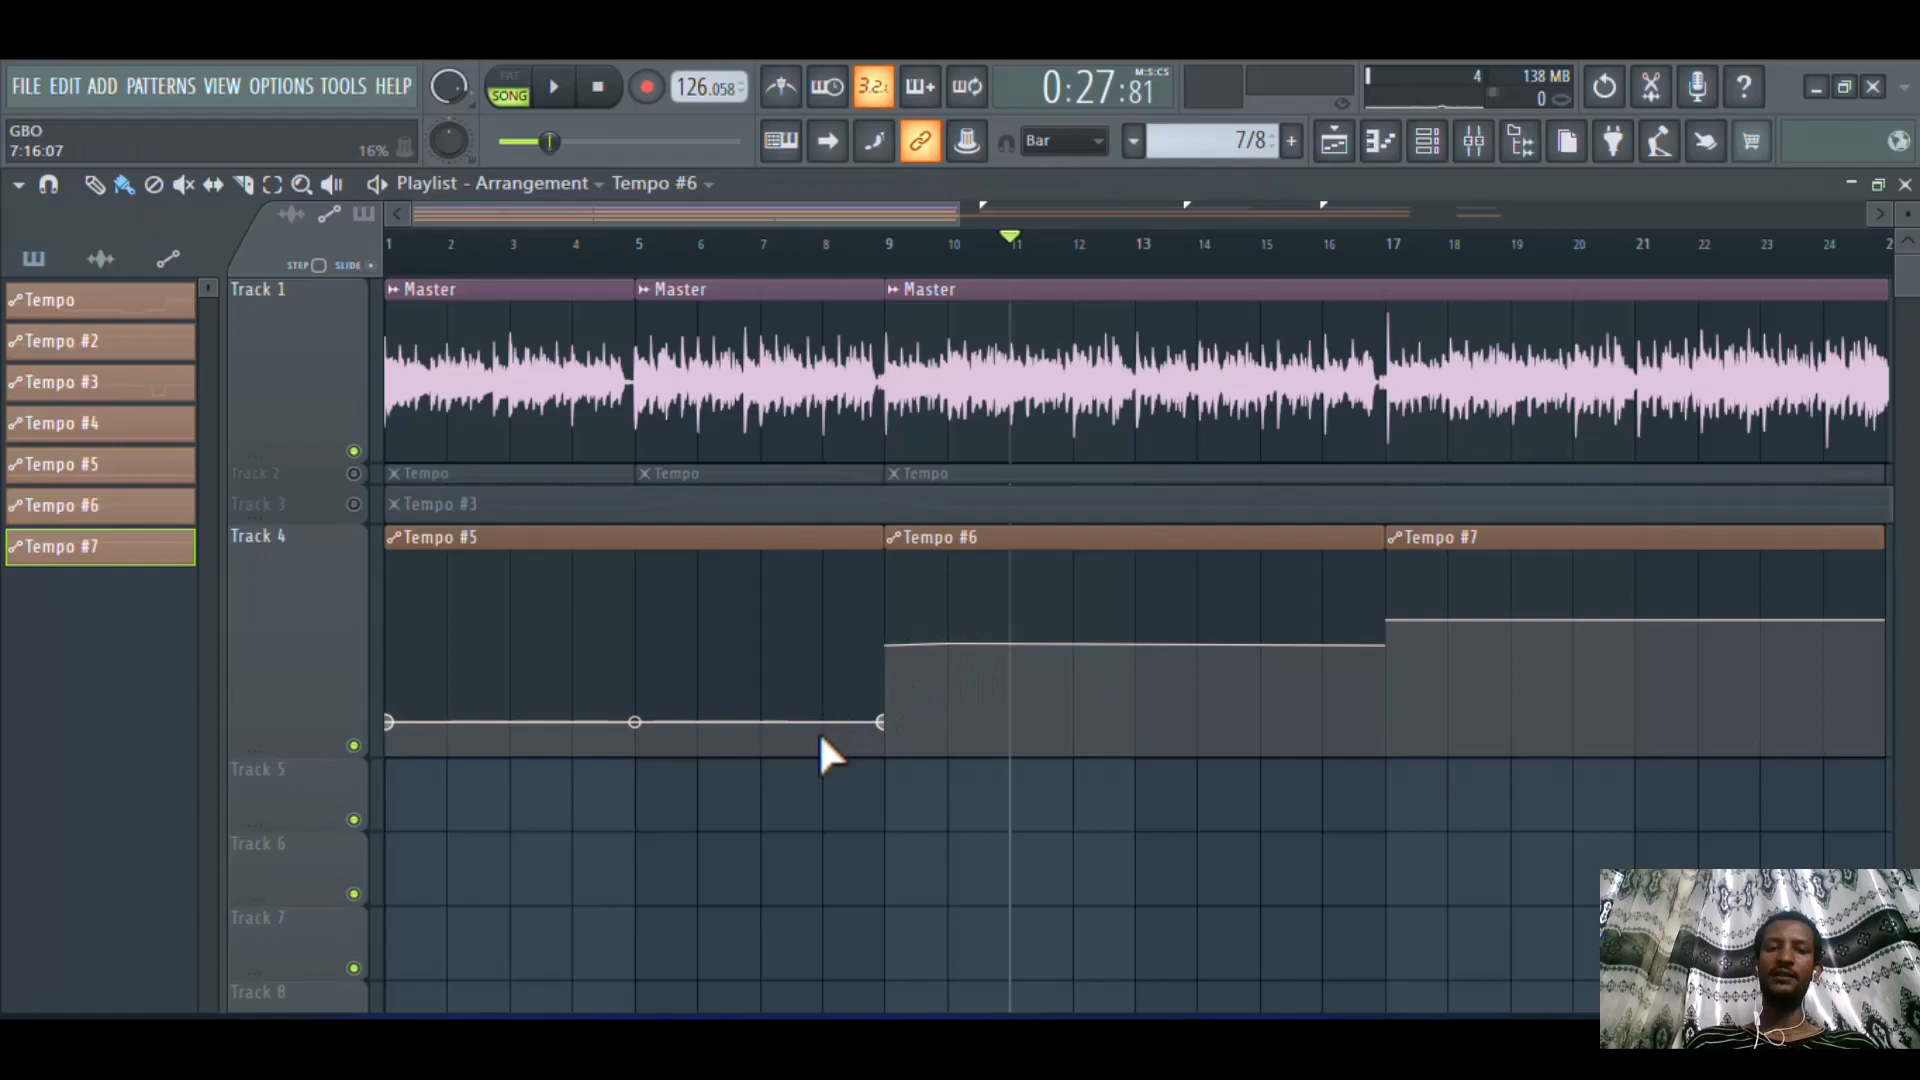 FILE EDIT ADD PATTERNS VIEW OPTIONS TOOLS HELP
PAT
SONG
126.058
3.2.
0:27:81
M:S:CS
4
138 MB
0
GBO
7:16:07
16%
Bar
7/8
Playlist - Arrangement
Tempo #6
STEP
SLIDE
1 2 3 4 5 6 7 8 9 10 11 12 13 14 15 16 17 18 19 20 21 22 23 24 2
Tempo
Tempo #2
Tempo #3
Tempo #4
Tempo #5
Tempo #6
Tempo #7
Track 1
Master
Master
Master
Track 2
Tempo
Tempo
Tempo
Track 3
Tempo #3
Track 4
Tempo #5
Tempo #6
Tempo #7
Track 5
Track 6
Track 7
Track 8